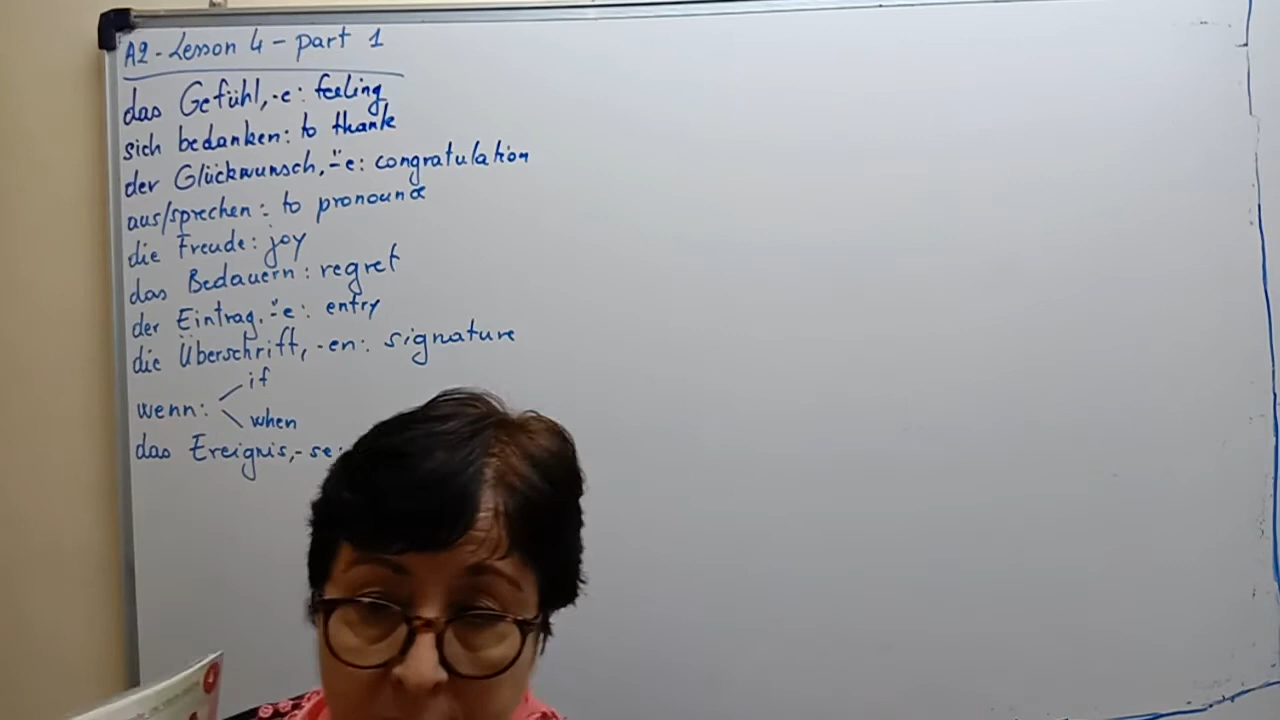 A2 - Lesson 4 - part 1
das Gefühl, -e: feeling
sich bedanken: to thank
der Glückwunsch, -̈e: congratulation
aus/sprechen: to pronounce
die Freude: joy
das Bedauern: regret
der Eintrag, -̈e: entry
die Überschrift, -en: signature
wenn: if
when
das Ereignis, -se: